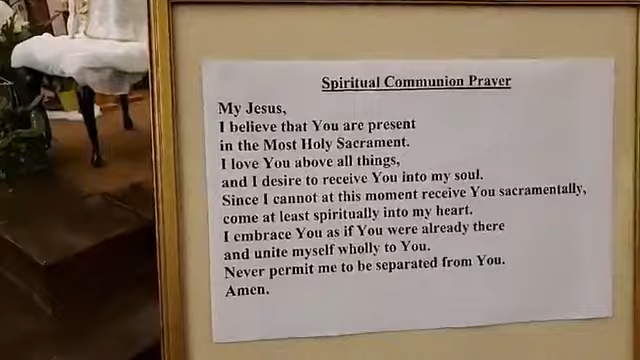 Spiritual Communion Prayer
My Jesus,
I believe that You are present
in the Most Holy Sacrament.
I love You above all things,
and I desire to receive You into my soul.
Since I cannot at this moment receive You sacramentally,
come at least spiritually into my heart.
I embrace You as if You were already there
and unite myself wholly to You.
Never permit me to be separated from You.
Amen.